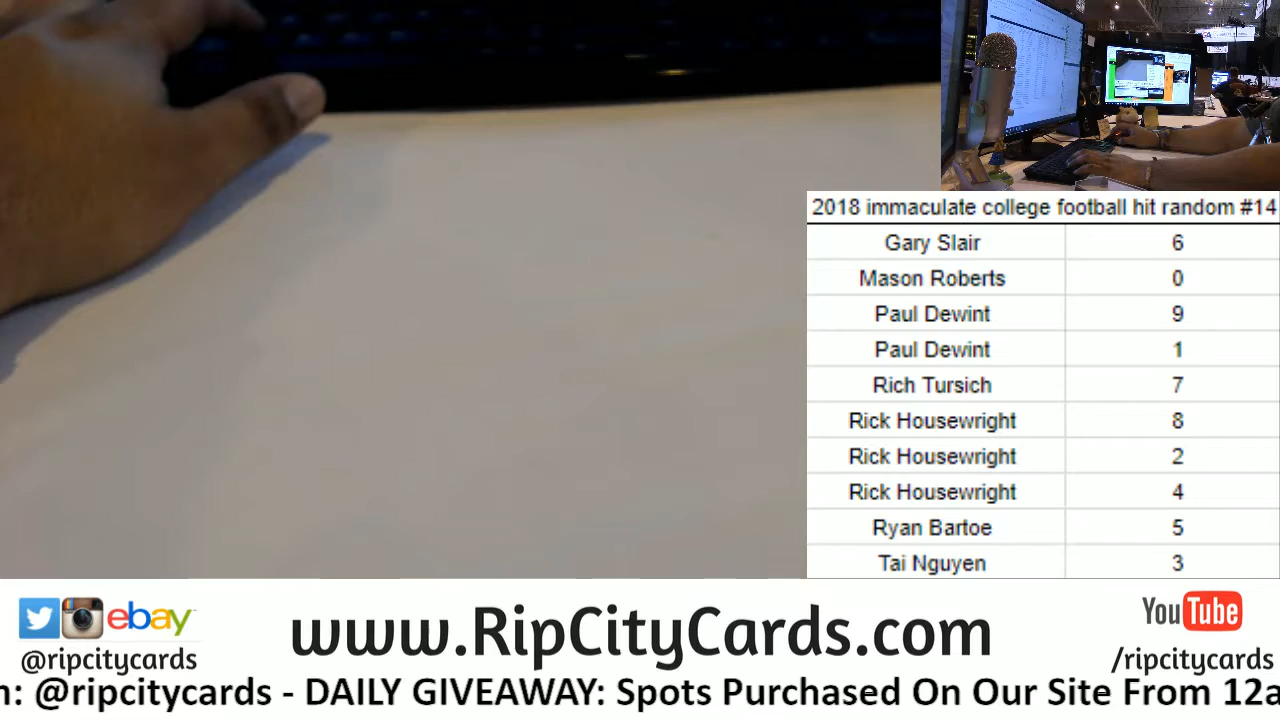 2018 immaculate college football hit random #14
Gary Slair 6
Mason Roberts 0
Paul Dewint 9
Paul Dewint 1
Rich Tursich 7
Rick Housewright 8
Rick Housewright 2
Rick Housewright 4
Ryan Bartoe 5
Tai Nguyen 3
ebay
@ripcitycards
www.RipCityCards.com
YouTube
/ripcitycards
: @ripcitycards - DAILY GIVEAWAY: Spots Purchased On Our Site From